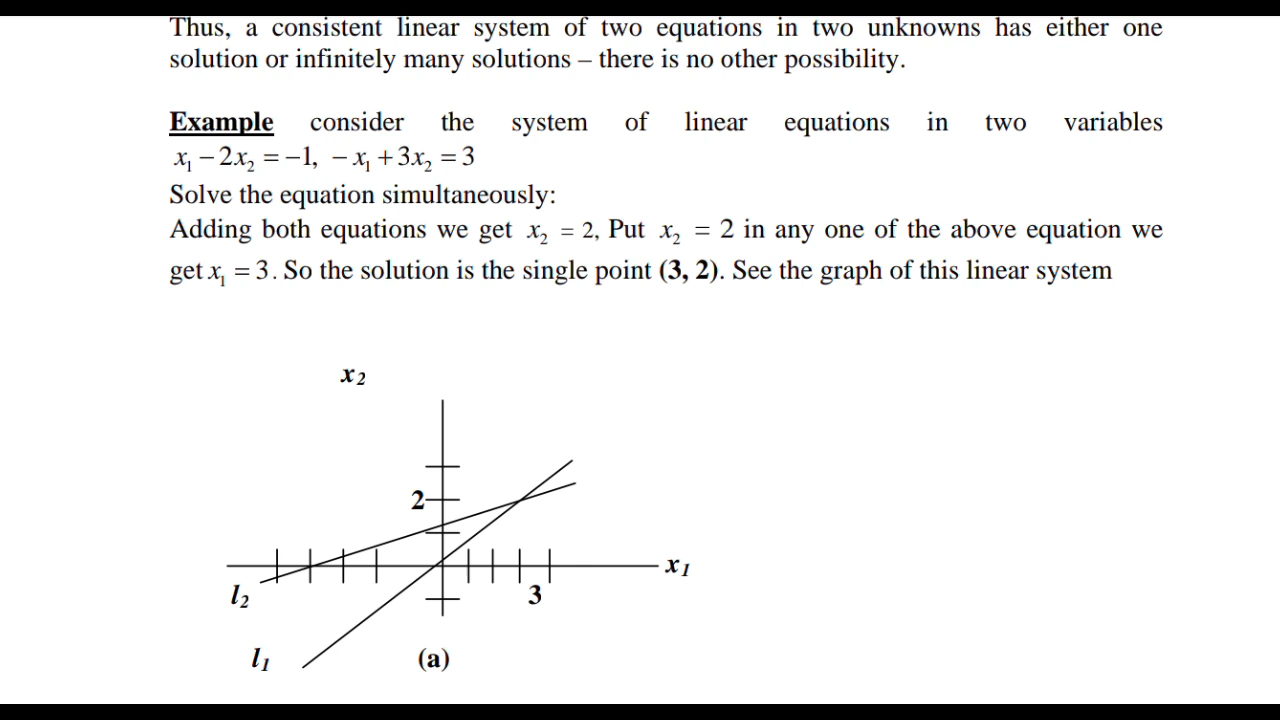 Thus, a consistent linear system of two equations in two unknowns has either one
solution or infinitely many solutions – there is no other possibility.
Example consider the system of linear equations in two variables
x₁ − 2x₂ = −1, − x₁ + 3x₂ = 3
Solve the equation simultaneously:
Adding both equations we get x₂ = 2, Put x₂ = 2 in any one of the above equation we
get x₁ = 3. So the solution is the single point (3, 2). See the graph of this linear system
x₂
2
x₁
l₂
3
l₁
(a)